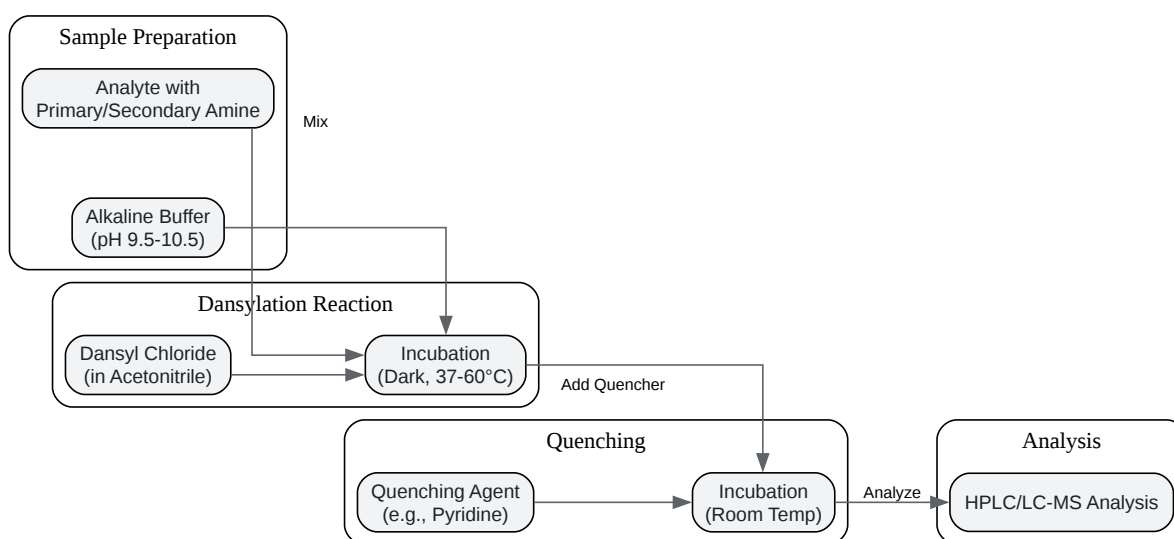 Sample Preparation
Analyte with
Primary/Secondary Amine
Mix
Alkaline Buffer
(pH 9.5-10.5)
Dansylation Reaction
Dansyl Chloride
(in Acetonitrile)
Incubation
(Dark, 37-60°C)
Add Quencher
Quenching
Quenching Agent
(e.g., Pyridine)
Incubation
(Room Temp)
Analyze
Analysis
HPLC/LC-MS Analysis